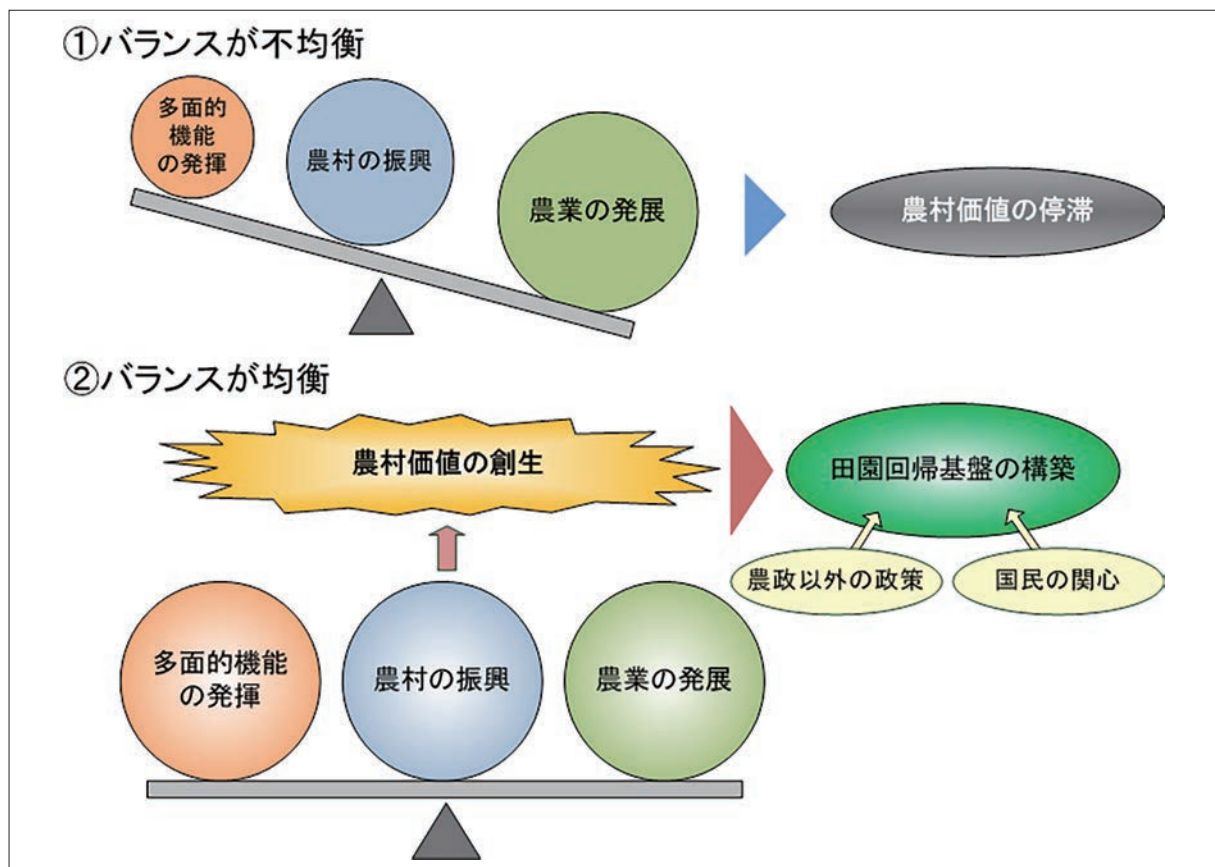 ①バランスが不均衡
多面的
機能
の発揮
農村の振興
農業の発展
農村価値の停滞
②バランスが均衡
農村価値の創生
田園回帰基盤の構築
農政以外の政策
国民の関心
多面的機能
の発揮
農村の振興
農業の発展